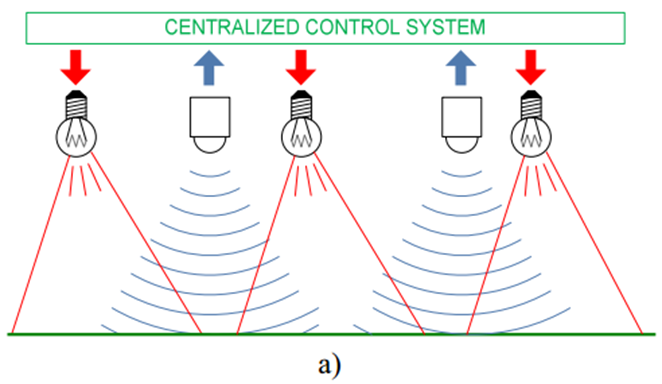 CENTRALIZED CONTROL SYSTEM
a)